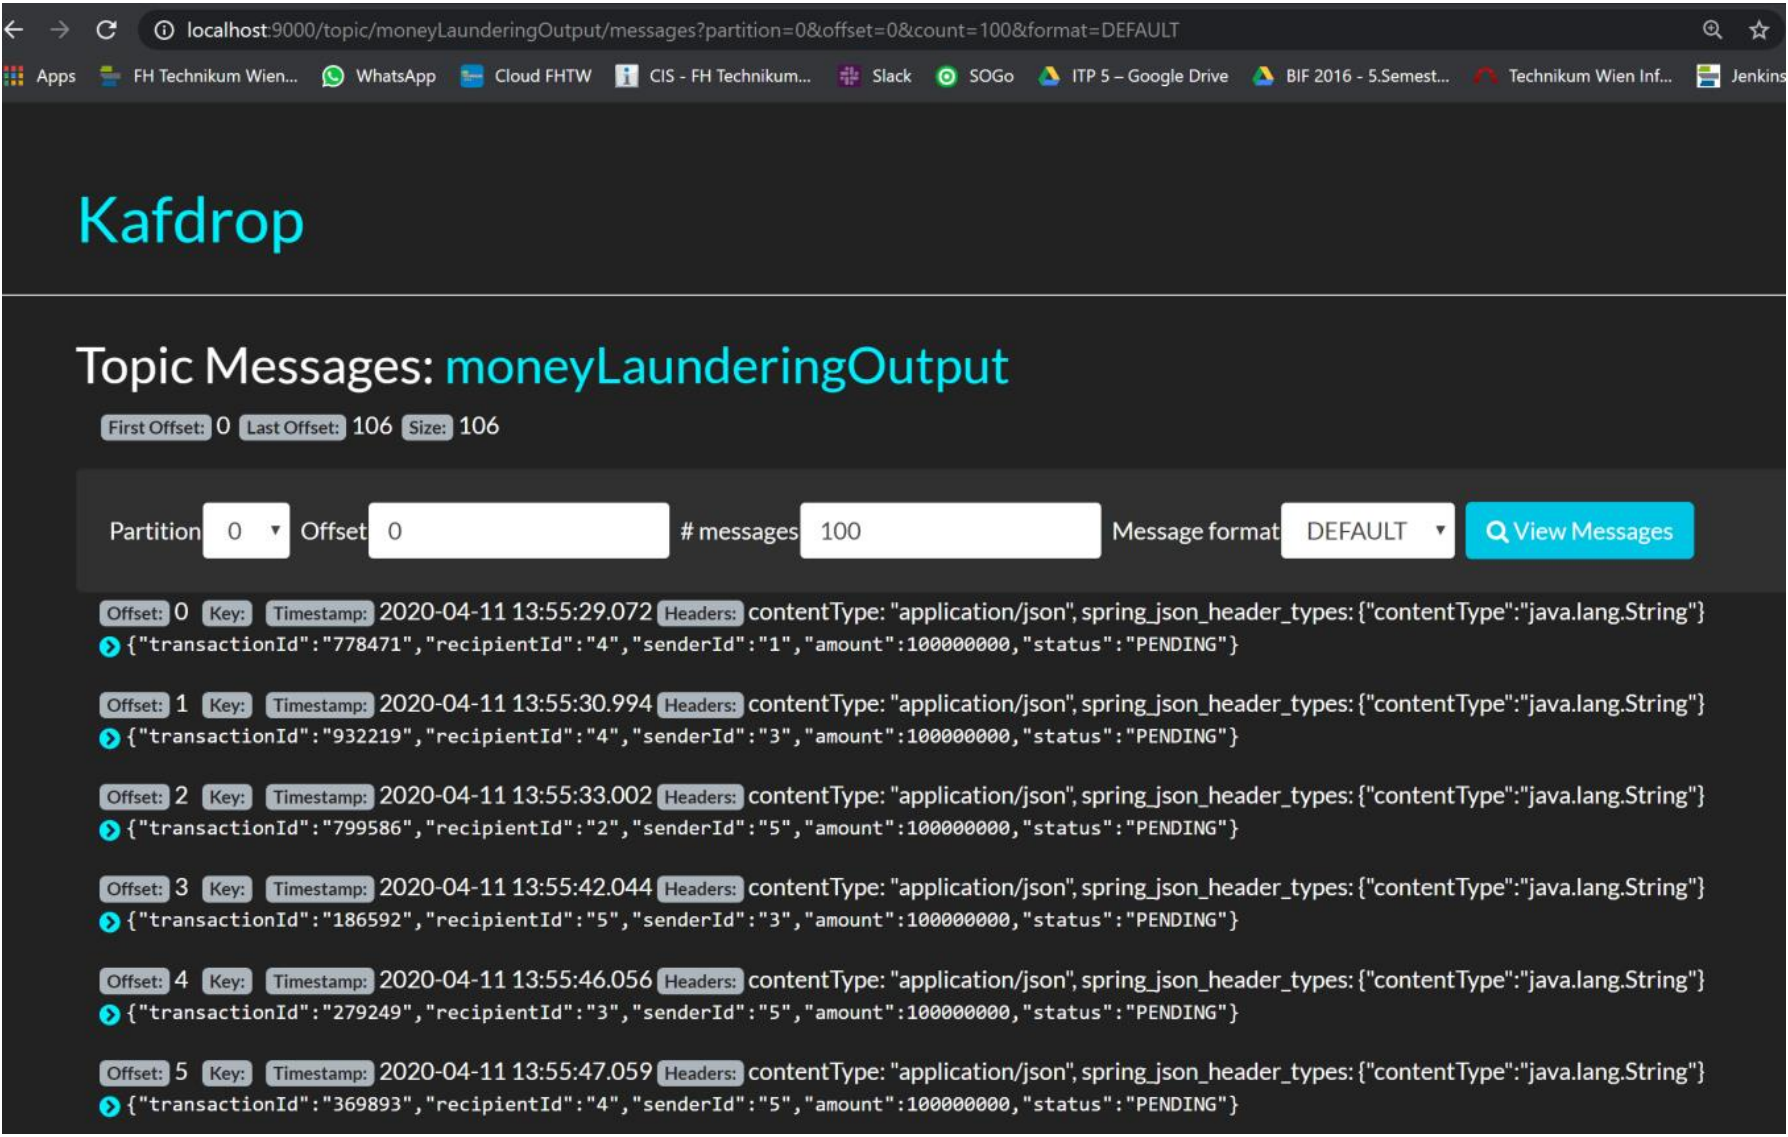 localhost:9000/topic/moneyLaunderingOutput/messages?partition=0&offset=0&count=100&format=DEFAULT
Apps FH Technikum Wien... WhatsApp Cloud FHTW CIS - FH Technikum... Slack SOGo ITP 5 – Google Drive BIF 2016 - 5.Semest... Technikum Wien Inf... Jenkins
Kafdrop
Topic Messages: moneyLaunderingOutput
First Offset: 0 Last Offset: 106 Size: 106
Partition 0 Offset 0 # messages 100 Message format DEFAULT View Messages
Offset: 0 Key: Timestamp: 2020-04-11 13:55:29.072 Headers: contentType: "application/json", spring_json_header_types: {"contentType":"java.lang.String"}
{"transactionId":"778471","recipientId":"4","senderId":"1","amount":100000000,"status":"PENDING"}
Offset: 1 Key: Timestamp: 2020-04-11 13:55:30.994 Headers: contentType: "application/json", spring_json_header_types: {"contentType":"java.lang.String"}
{"transactionId":"932219","recipientId":"4","senderId":"3","amount":100000000,"status":"PENDING"}
Offset: 2 Key: Timestamp: 2020-04-11 13:55:33.002 Headers: contentType: "application/json", spring_json_header_types: {"contentType":"java.lang.String"}
{"transactionId":"799586","recipientId":"2","senderId":"5","amount":100000000,"status":"PENDING"}
Offset: 3 Key: Timestamp: 2020-04-11 13:55:42.044 Headers: contentType: "application/json", spring_json_header_types: {"contentType":"java.lang.String"}
{"transactionId":"186592","recipientId":"5","senderId":"3","amount":100000000,"status":"PENDING"}
Offset: 4 Key: Timestamp: 2020-04-11 13:55:46.056 Headers: contentType: "application/json", spring_json_header_types: {"contentType":"java.lang.String"}
{"transactionId":"279249","recipientId":"3","senderId":"5","amount":100000000,"status":"PENDING"}
Offset: 5 Key: Timestamp: 2020-04-11 13:55:47.059 Headers: contentType: "application/json", spring_json_header_types: {"contentType":"java.lang.String"}
{"transactionId":"369893","recipientId":"4","senderId":"5","amount":100000000,"status":"PENDING"}